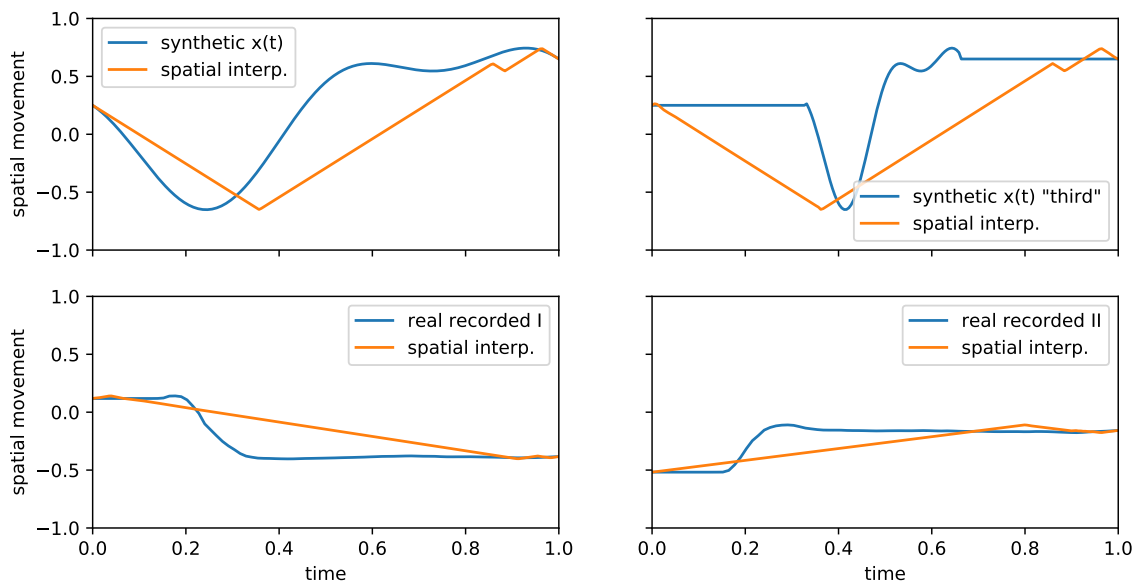 1.0
0.5
0.0
−0.5
−1.0
spatial movement
synthetic x(t)
spatial interp.
synthetic x(t) "third"
spatial interp.
1.0
0.5
0.0
−0.5
−1.0
spatial movement
real recorded I
spatial interp.
0.0 0.2 0.4 0.6 0.8 1.0
time
real recorded II
spatial interp.
0.0 0.2 0.4 0.6 0.8 1.0
time